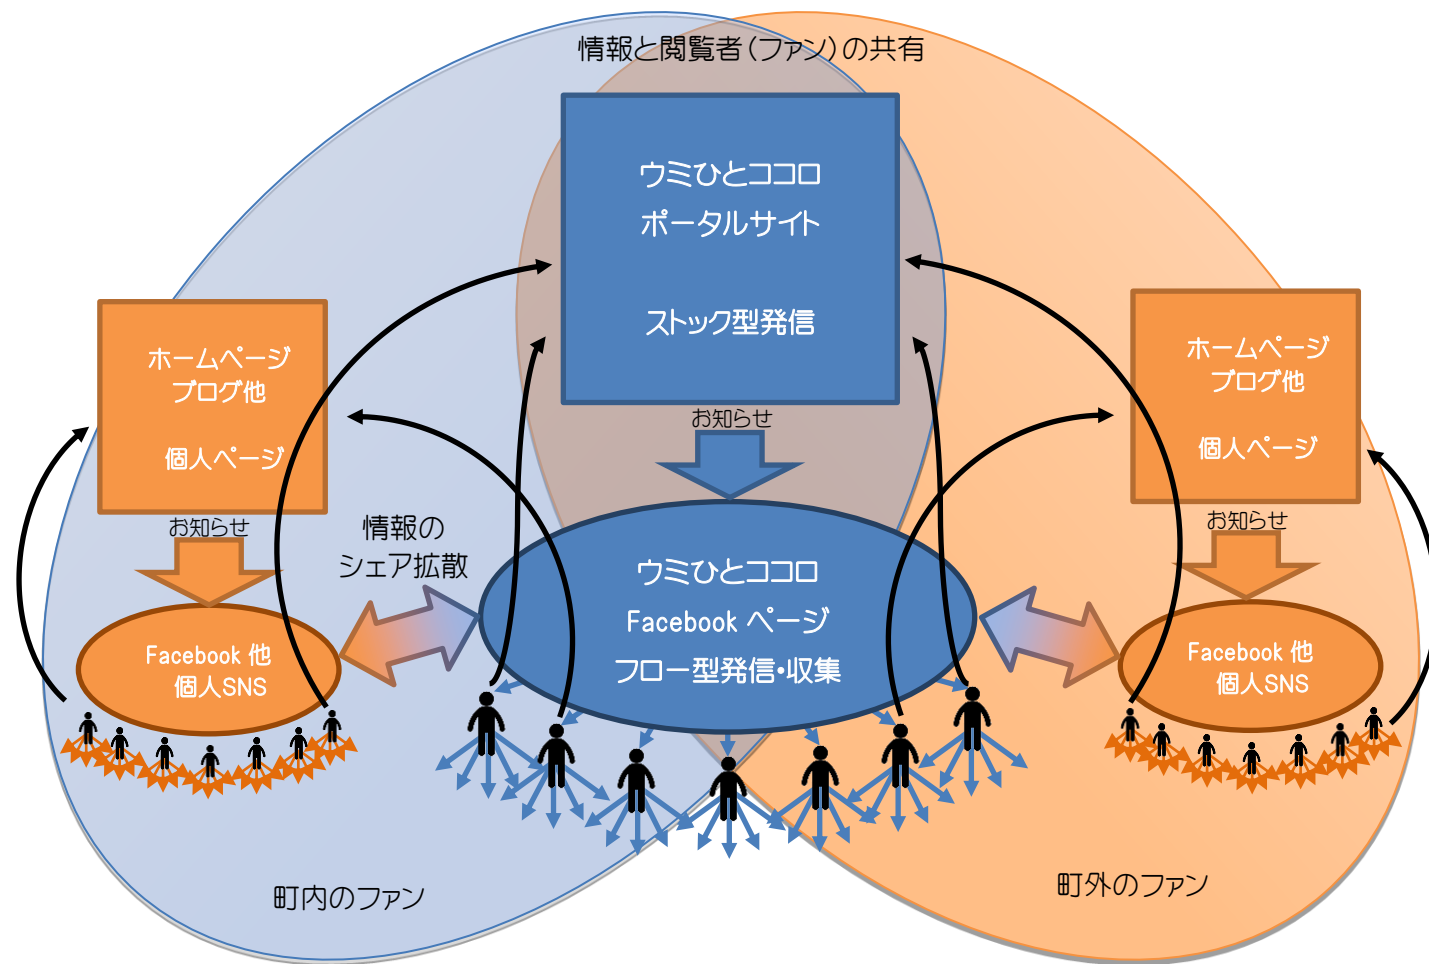 情報と閲覧者(ファン)の共有
ウミひとココロ
ポータルサイト
ストック型発信
お知らせ
ホームページ
ブログ他
個人ページ
お知らせ
情報の
シェア拡散
Facebook 他
個人SNS
ウミひとココロ
Facebook ページ
フロー型発信・収集
ホームページ
ブログ他
個人ページ
お知らせ
Facebook 他
個人SNS
町内のファン
町外のファン